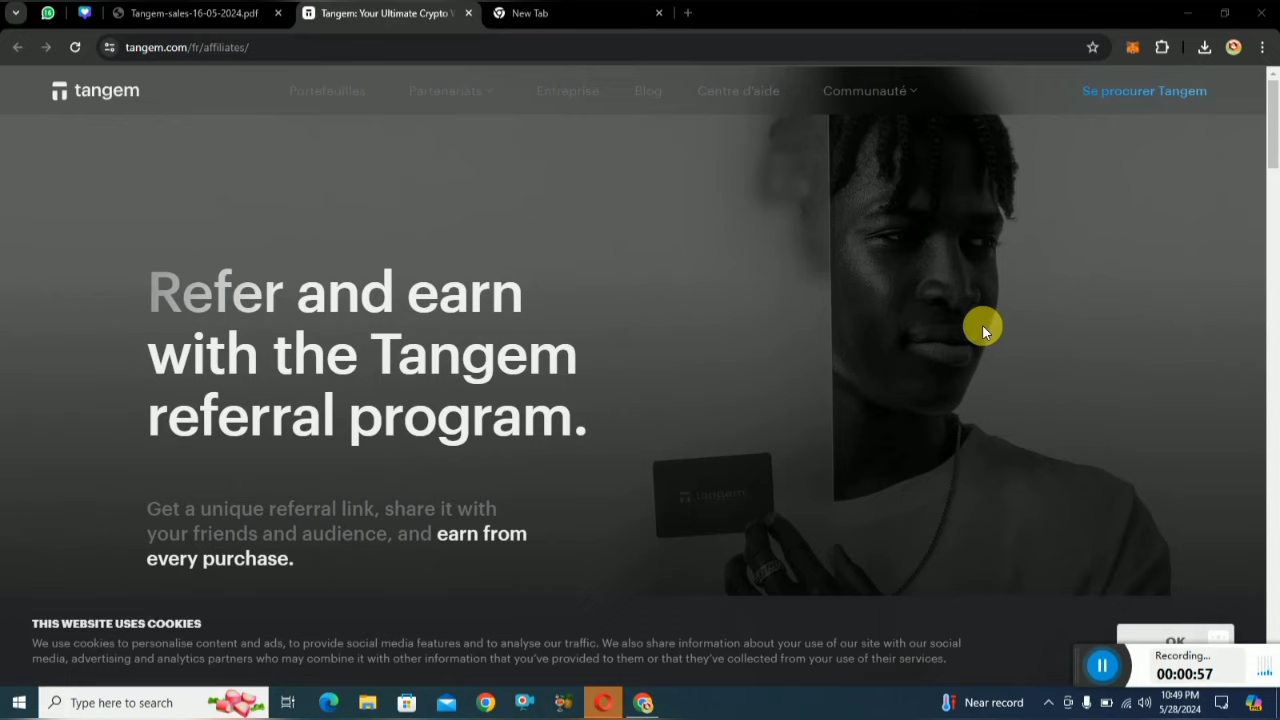 Tangem-sales-16-05-2024.pdf
Tangem: Your Ultimate Crypto
New Tab
tangem.com/fr/affiliates/
tangem
Portefeuilles
Partenariats
Entreprise
Blog
Centre d'aide
Communauté
Se procurer Tangem
Refer and earn
with the Tangem
referral program.
tangem
Get a unique referral link, share it with
your friends and audience, and earn from
every purchase.
THIS WEBSITE USES COOKIES
We use cookies to personalise content and ads, to provide social media features and to analyse our traffic. We also share information about your use of our site with our social
media, advertising and analytics partners who may combine it with other information that you've provided to them or that they've collected from your use of their services.
OK
Recording...
00:00:57
Type here to search
Near record
10:49 PM
5/28/2024